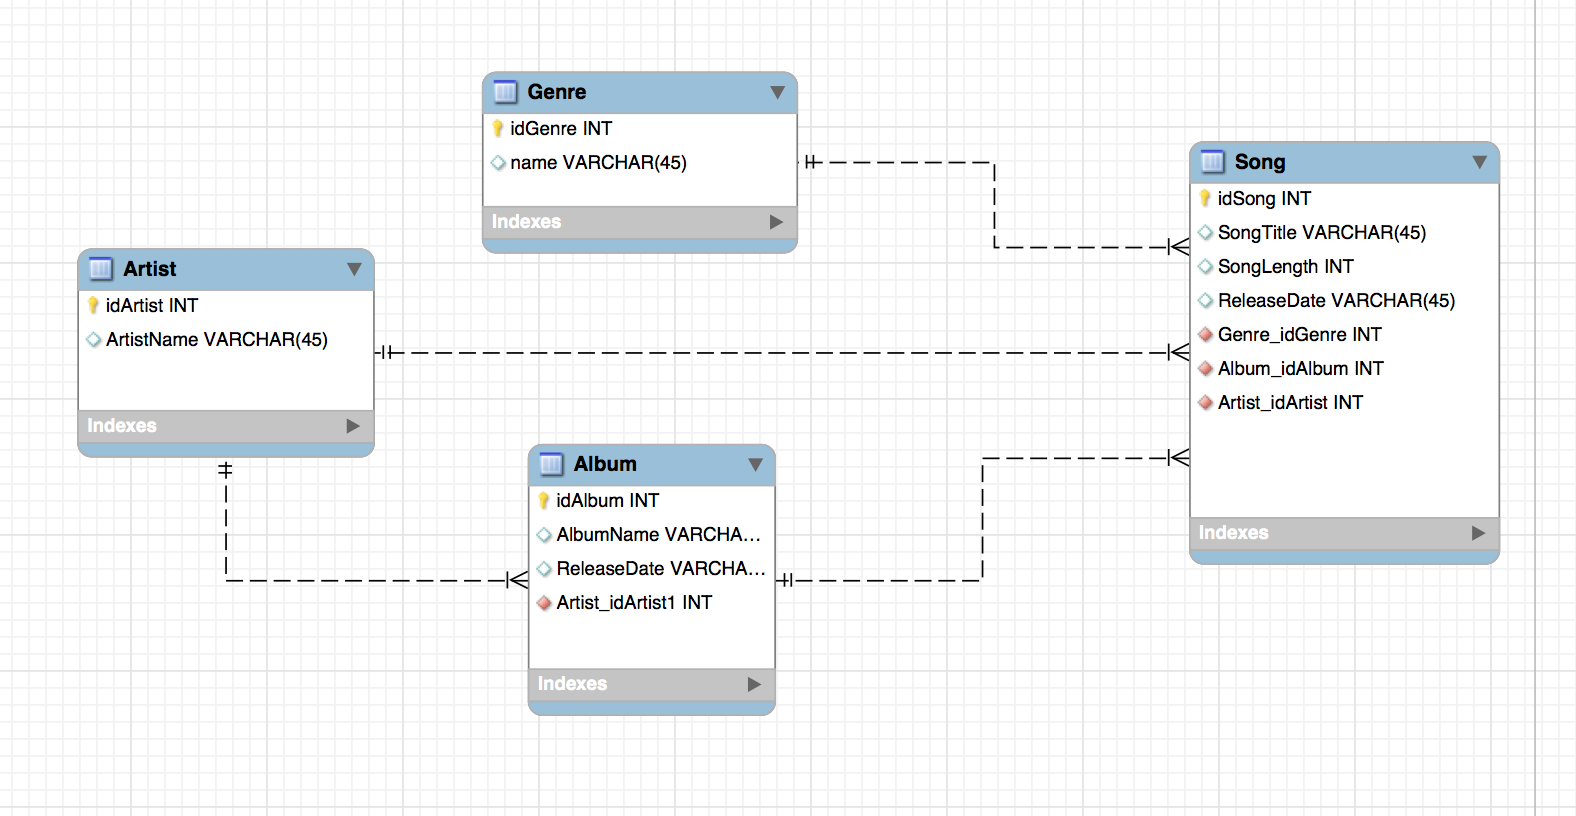 Genre
idGenre INT
name VARCHAR(45)
Indexes
Song
idSong INT
SongTitle VARCHAR(45)
SongLength INT
ReleaseDate VARCHAR(45)
Genre_idGenre INT
Album_idAlbum INT
Artist_idArtist INT
Indexes
Artist
idArtist INT
ArtistName VARCHAR(45)
Indexes
Album
idAlbum INT
AlbumName VARCHA...
ReleaseDate VARCHA...
Artist_idArtist1 INT
Indexes